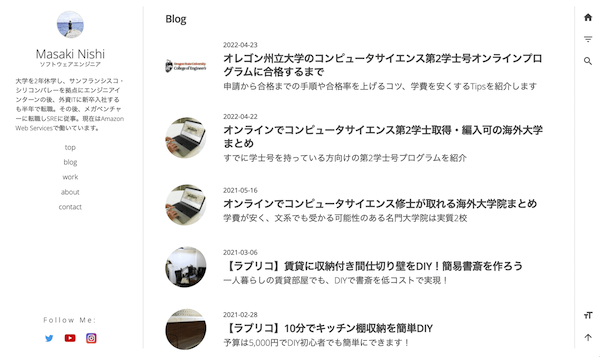 Masaki Nishi
ソフトウェアエンジニア
大学を2年休学し、サンフランシスコ・
シリコンバレーを拠点にエンジニアイ
ンターンの後、外資ITに新卒入社する
も半年で転職。その後、メガベンチャ
ーに転職しSREに従事。現在はAmazon
Web Servicesで働いています。
top
blog
work
about
contact
Follow Me:
Blog
2022-04-23
オレゴン州立大学のコンピュータサイエンス第2学士号オンラインプロ
グラムに合格するまで
申請から合格までの手順や合格率を上げるコツ、学費を安くするTipsを紹介します
Oregon State University
College of Engineering
2022-04-22
オンラインでコンピュータサイエンス第2学士取得・編入可の海外大学
まとめ
すでに学士号を持っている方向けの第2学士号プログラムを紹介
2021-05-16
オンラインでコンピュータサイエンス修士が取れる海外大学院まとめ
学費が安く、文系でも受かる可能性のある名門大学院は実質2校
2021-03-06
【ラブリコ】賃貸に収納付き間仕切り壁をDIY！簡易書斎を作ろう
一人暮らしの賃貸部屋でも、DIYで書斎を低コストで実現！
2021-02-28
【ラブリコ】10分でキッチン棚収納を簡単DIY
予算は5,000円でDIY初心者でも簡単にできます！